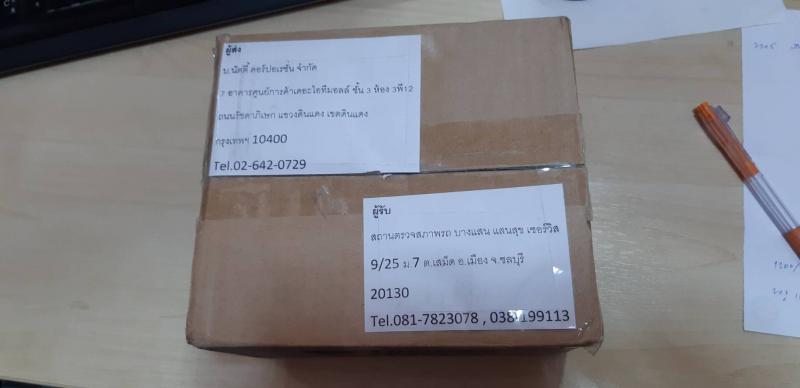 ผู้ส่ง
บ.นัตตี้ คอร์ปอเรชั่น จำกัด
7 อาคารศูนย์การค้าเดอะไอทีมอลล์ ชั้น 3 ห้อง 3พี12
ถนนรัชดาภิเษก แขวงดินแดง เขตดินแดง
กรุงเทพฯ 10400
Tel.02-642-0729
ผู้รับ
สถานตรวจสภาพรถ บางแสน แสนสุข เซอร์วิส
9/25 ม.7 ต.เสม็ด อ.เมือง จ.ชลบุรี
20130
Tel.081-7823078 , 038-199113